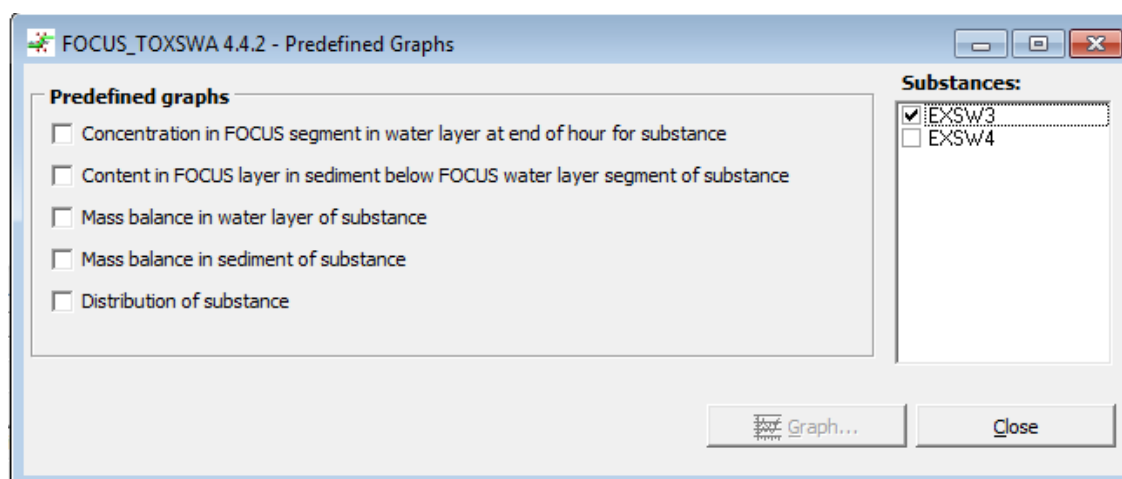 FOCUS_TOXSWA 4.4.2 - Predefined Graphs
Predefined graphs
Concentration in FOCUS segment in water layer at end of hour for substance
Content in FOCUS layer in sediment below FOCUS water layer segment of substance
Mass balance in water layer of substance
Mass balance in sediment of substance
Distribution of substance
Substances:
EXSW3
EXSW4
Graph...
Close